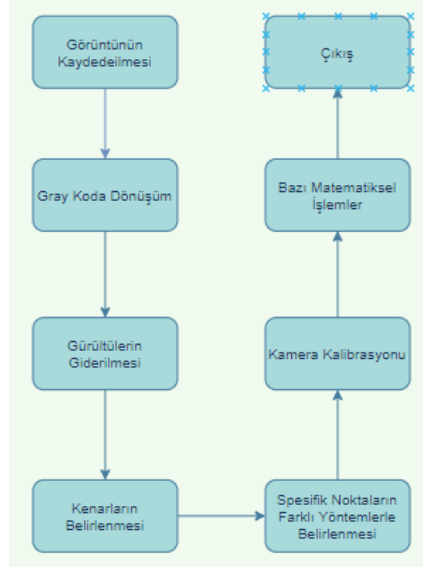 Görüntünün
Kaydedeilmesi
Gray Koda Dönüşüm
Gürültülerin
Giderilmesi
Kenarların
Belirlenmesi
Spesifik Noktaların
Farklı Yöntemlerle
Belirlenmesi
Kamera Kalibrasyonu
Bazı Matematiksel
İşlemler
Çıkış